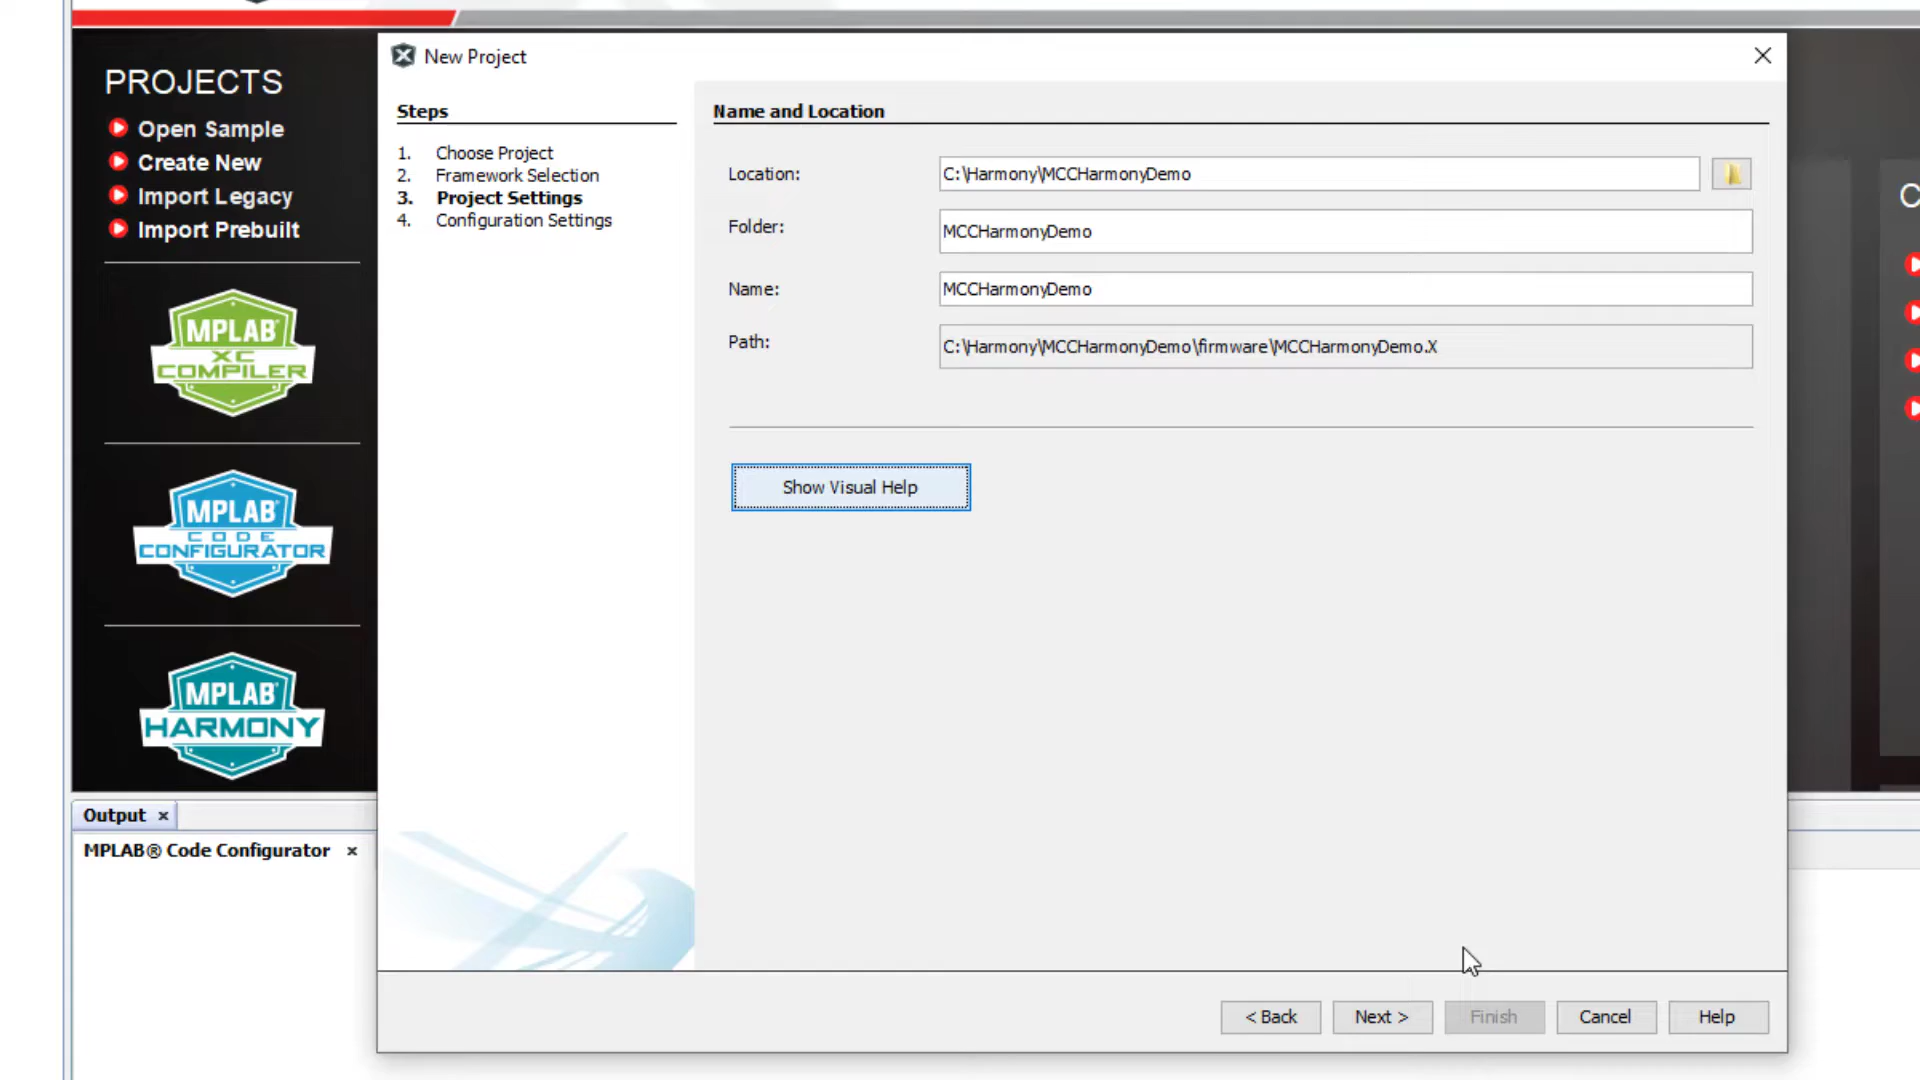 PROJECTS
Open Sample
Create New
Import Legacy
Import Prebuilt
MPLAB®
XC
COMPILER
MPLAB®
CODE
CONFIGURATOR
MPLAB®
HARMONY
Output ×
MPLAB® Code Configurator ×
New Project
Steps
1. Choose Project
2. Framework Selection
3. Project Settings
4. Configuration Settings
Name and Location
Location: C:\Harmony\MCCHarmonyDemo
Folder: MCCHarmonyDemo
Name: MCCHarmonyDemo
Path: C:\Harmony\MCCHarmonyDemo\firmware\MCCHarmonyDemo.X
Show Visual Help
< Back Next > Finish Cancel Help